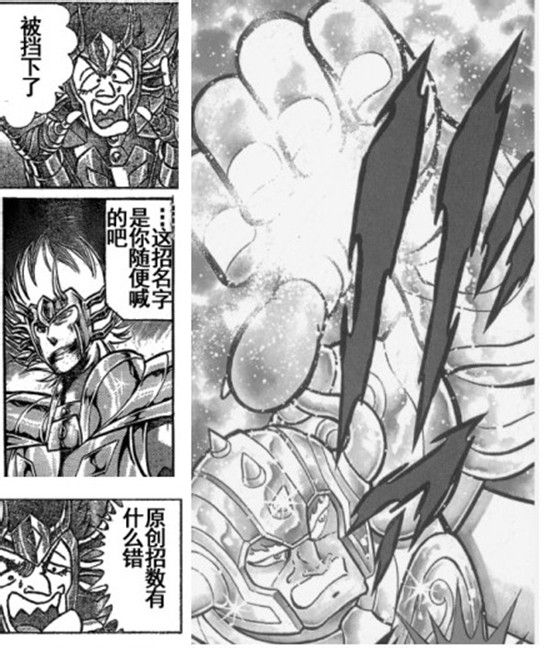 被挡下了
……这招名字
是你随便喊
的吧
原创招数有
什么错